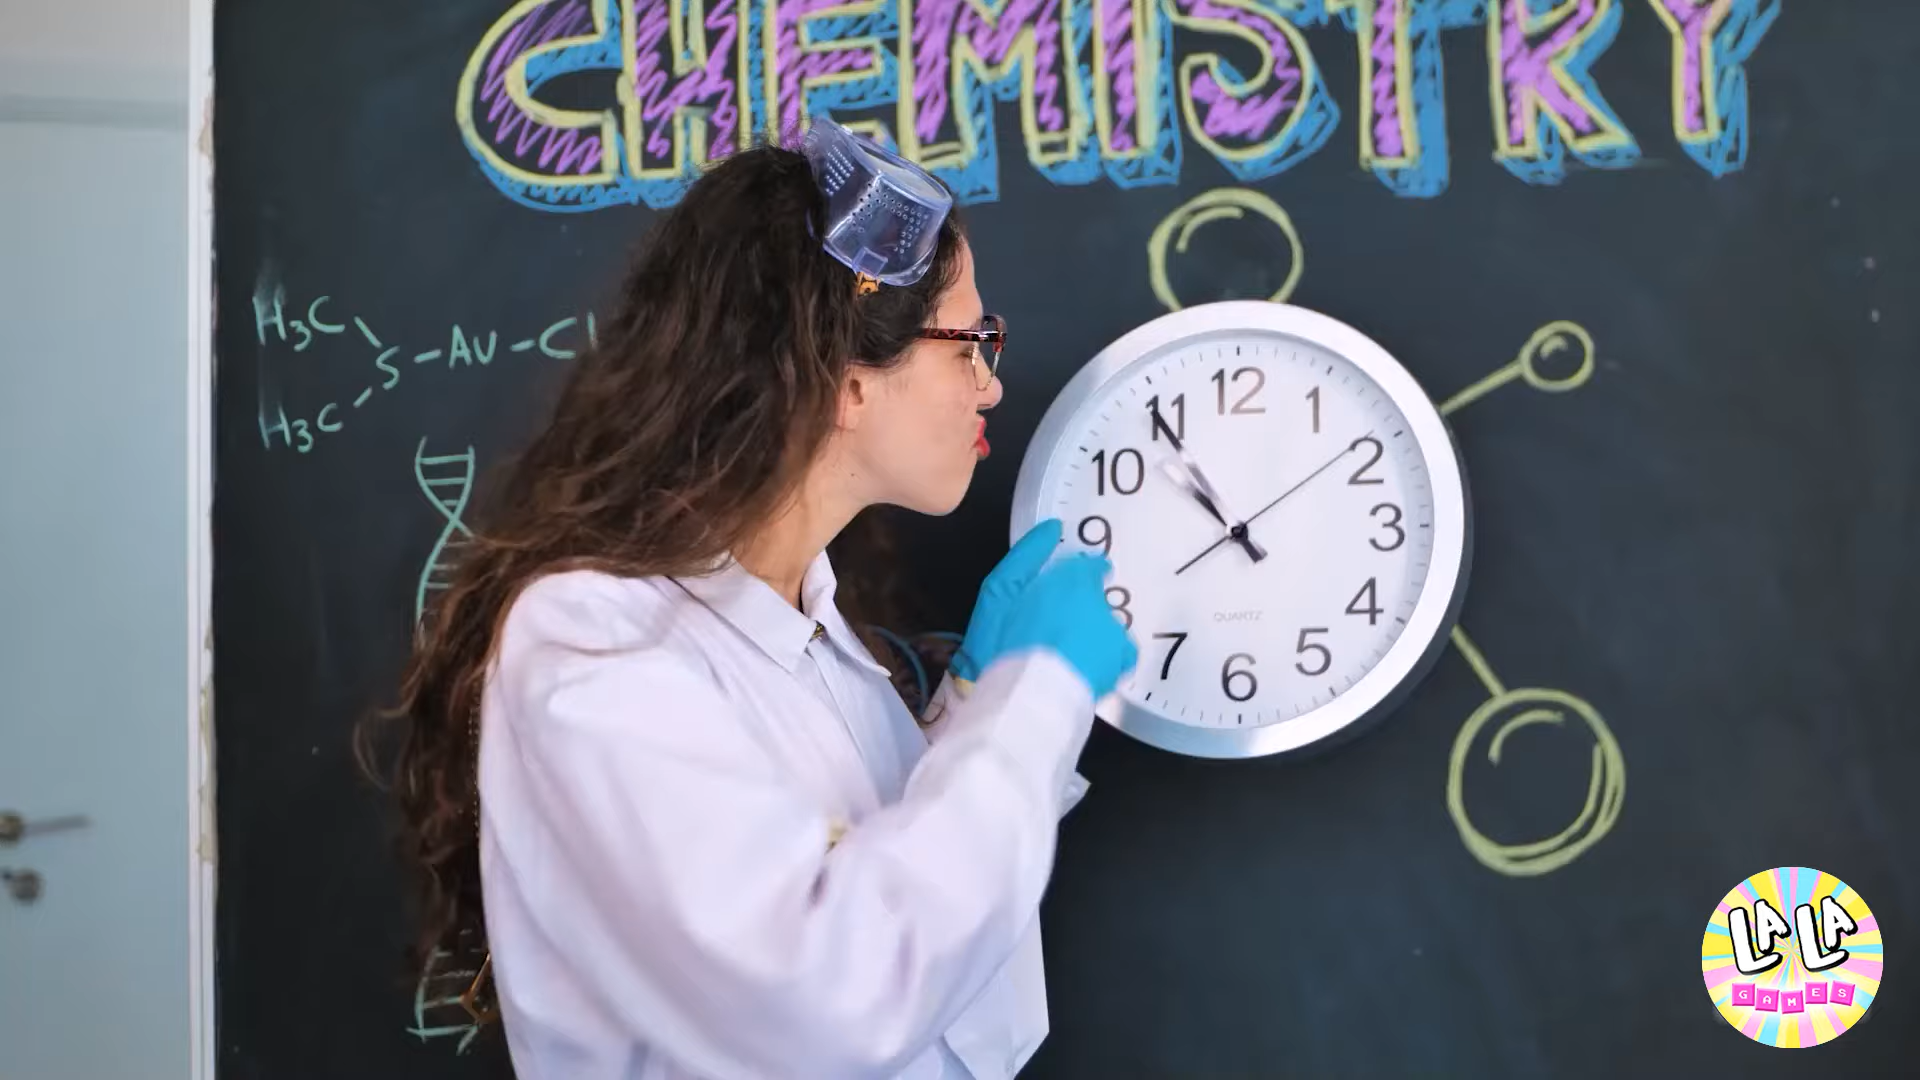 CHEMISTRY
H3C
S-Au-Cl
H3C
12
11 1
10 2
9 3
8 4
7 5
6
QUARTZ
LA LA
GAMES